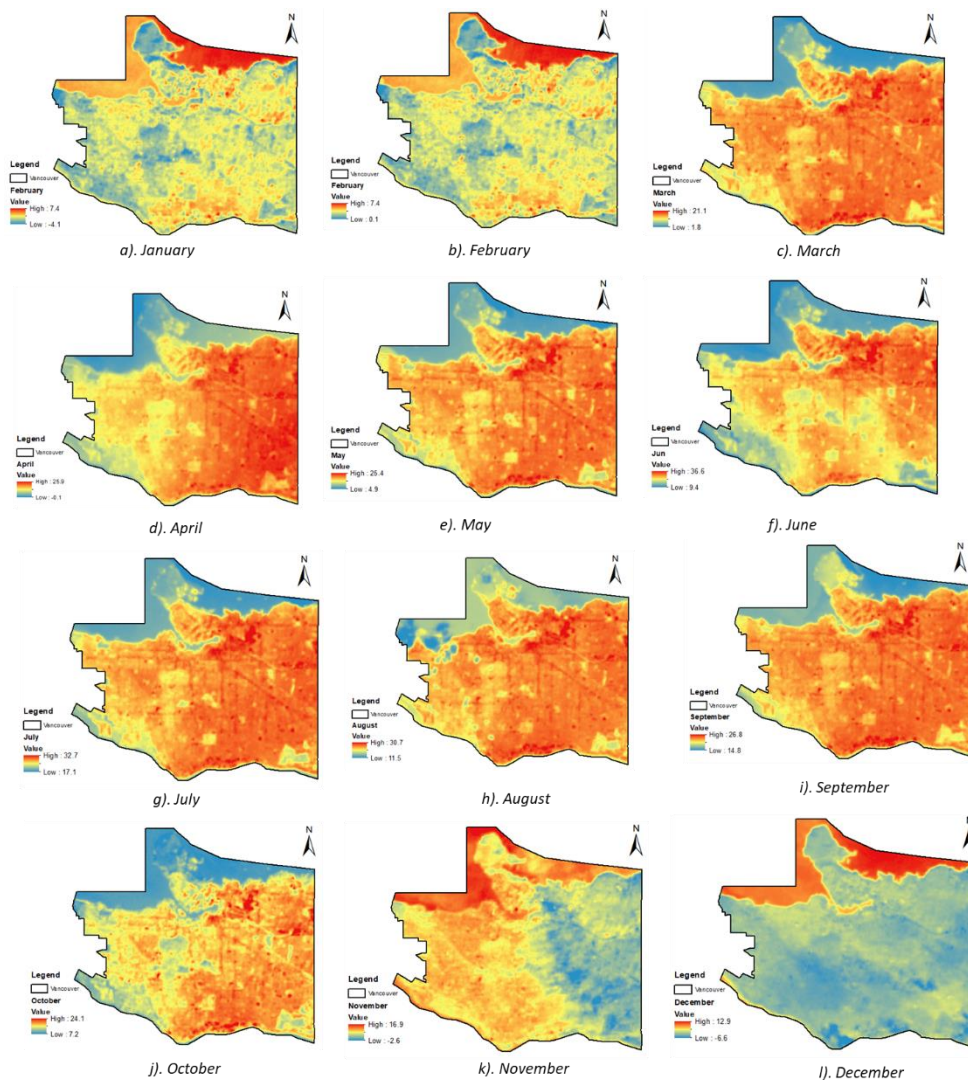 N
Legend
Vancouver
February
Value
High : 7.4
Low : -4.1
a). January
N
Legend
Vancouver
February
Value
High : 7.4
Low : 0.1
b). February
N
Legend
Vancouver
March
Value
High : 21.1
Low : 1.8
c). March
N
Legend
Vancouver
April
Value
High : 25.9
Low : -0.1
d). April
N
Legend
Vancouver
May
Value
High : 25.4
Low : 4.9
e). May
N
Legend
Vancouver
Jun
Value
High : 36.6
Low : 9.4
f). June
N
Legend
Vancouver
July
Value
High : 32.7
Low : 17.1
g). July
N
Legend
Vancouver
August
Value
High : 30.7
Low : 11.5
h). August
N
Legend
Vancouver
September
Value
High : 26.8
Low : 14.8
i). September
N
Legend
Vancouver
October
Value
High : 24.1
Low : 7.2
j). October
N
Legend
Vancouver
November
Value
High : 16.9
Low : -2.6
k). November
N
Legend
Vancouver
December
Value
High : 12.9
Low : -6.6
l). December